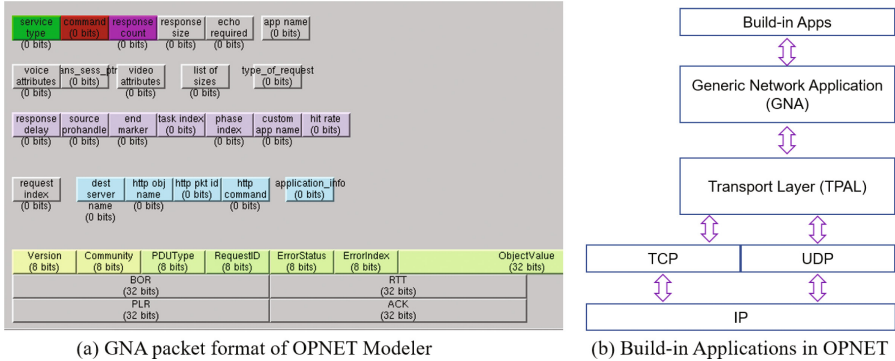 service type (0 bits) command (0 bits) response count (0 bits) response size (0 bits) echo required (0 bits) app name (0 bits)
voice attributes (0 bits) ans_sess_ptr (0 bits) video attributes (0 bits) list of sizes (0 bits) type_of_request (0 bits)
response delay (0 bits) source prohandle (0 bits) end marker (0 bits) task index (0 bits) phase index (0 bits) custom app name (0 bits) hit rate (0 bits)
request index (0 bits) dest server name (0 bits) http obj name (0 bits) http pkt id (0 bits) http command (0 bits) application_info (0 bits)
Version (8 bits) Community (8 bits) PDUType (8 bits) RequestID (8 bits) ErrorStatus (8 bits) ErrorIndex (8 bits) ObjectValue (32 bits)
BOR (32 bits) RTT (32 bits)
PLR (32 bits) ACK (32 bits)
(a) GNA packet format of OPNET Modeler
Build-in Apps
Generic Network Application
(GNA)
Transport Layer (TPAL)
TCP UDP
IP
(b) Build-in Applications in OPNET